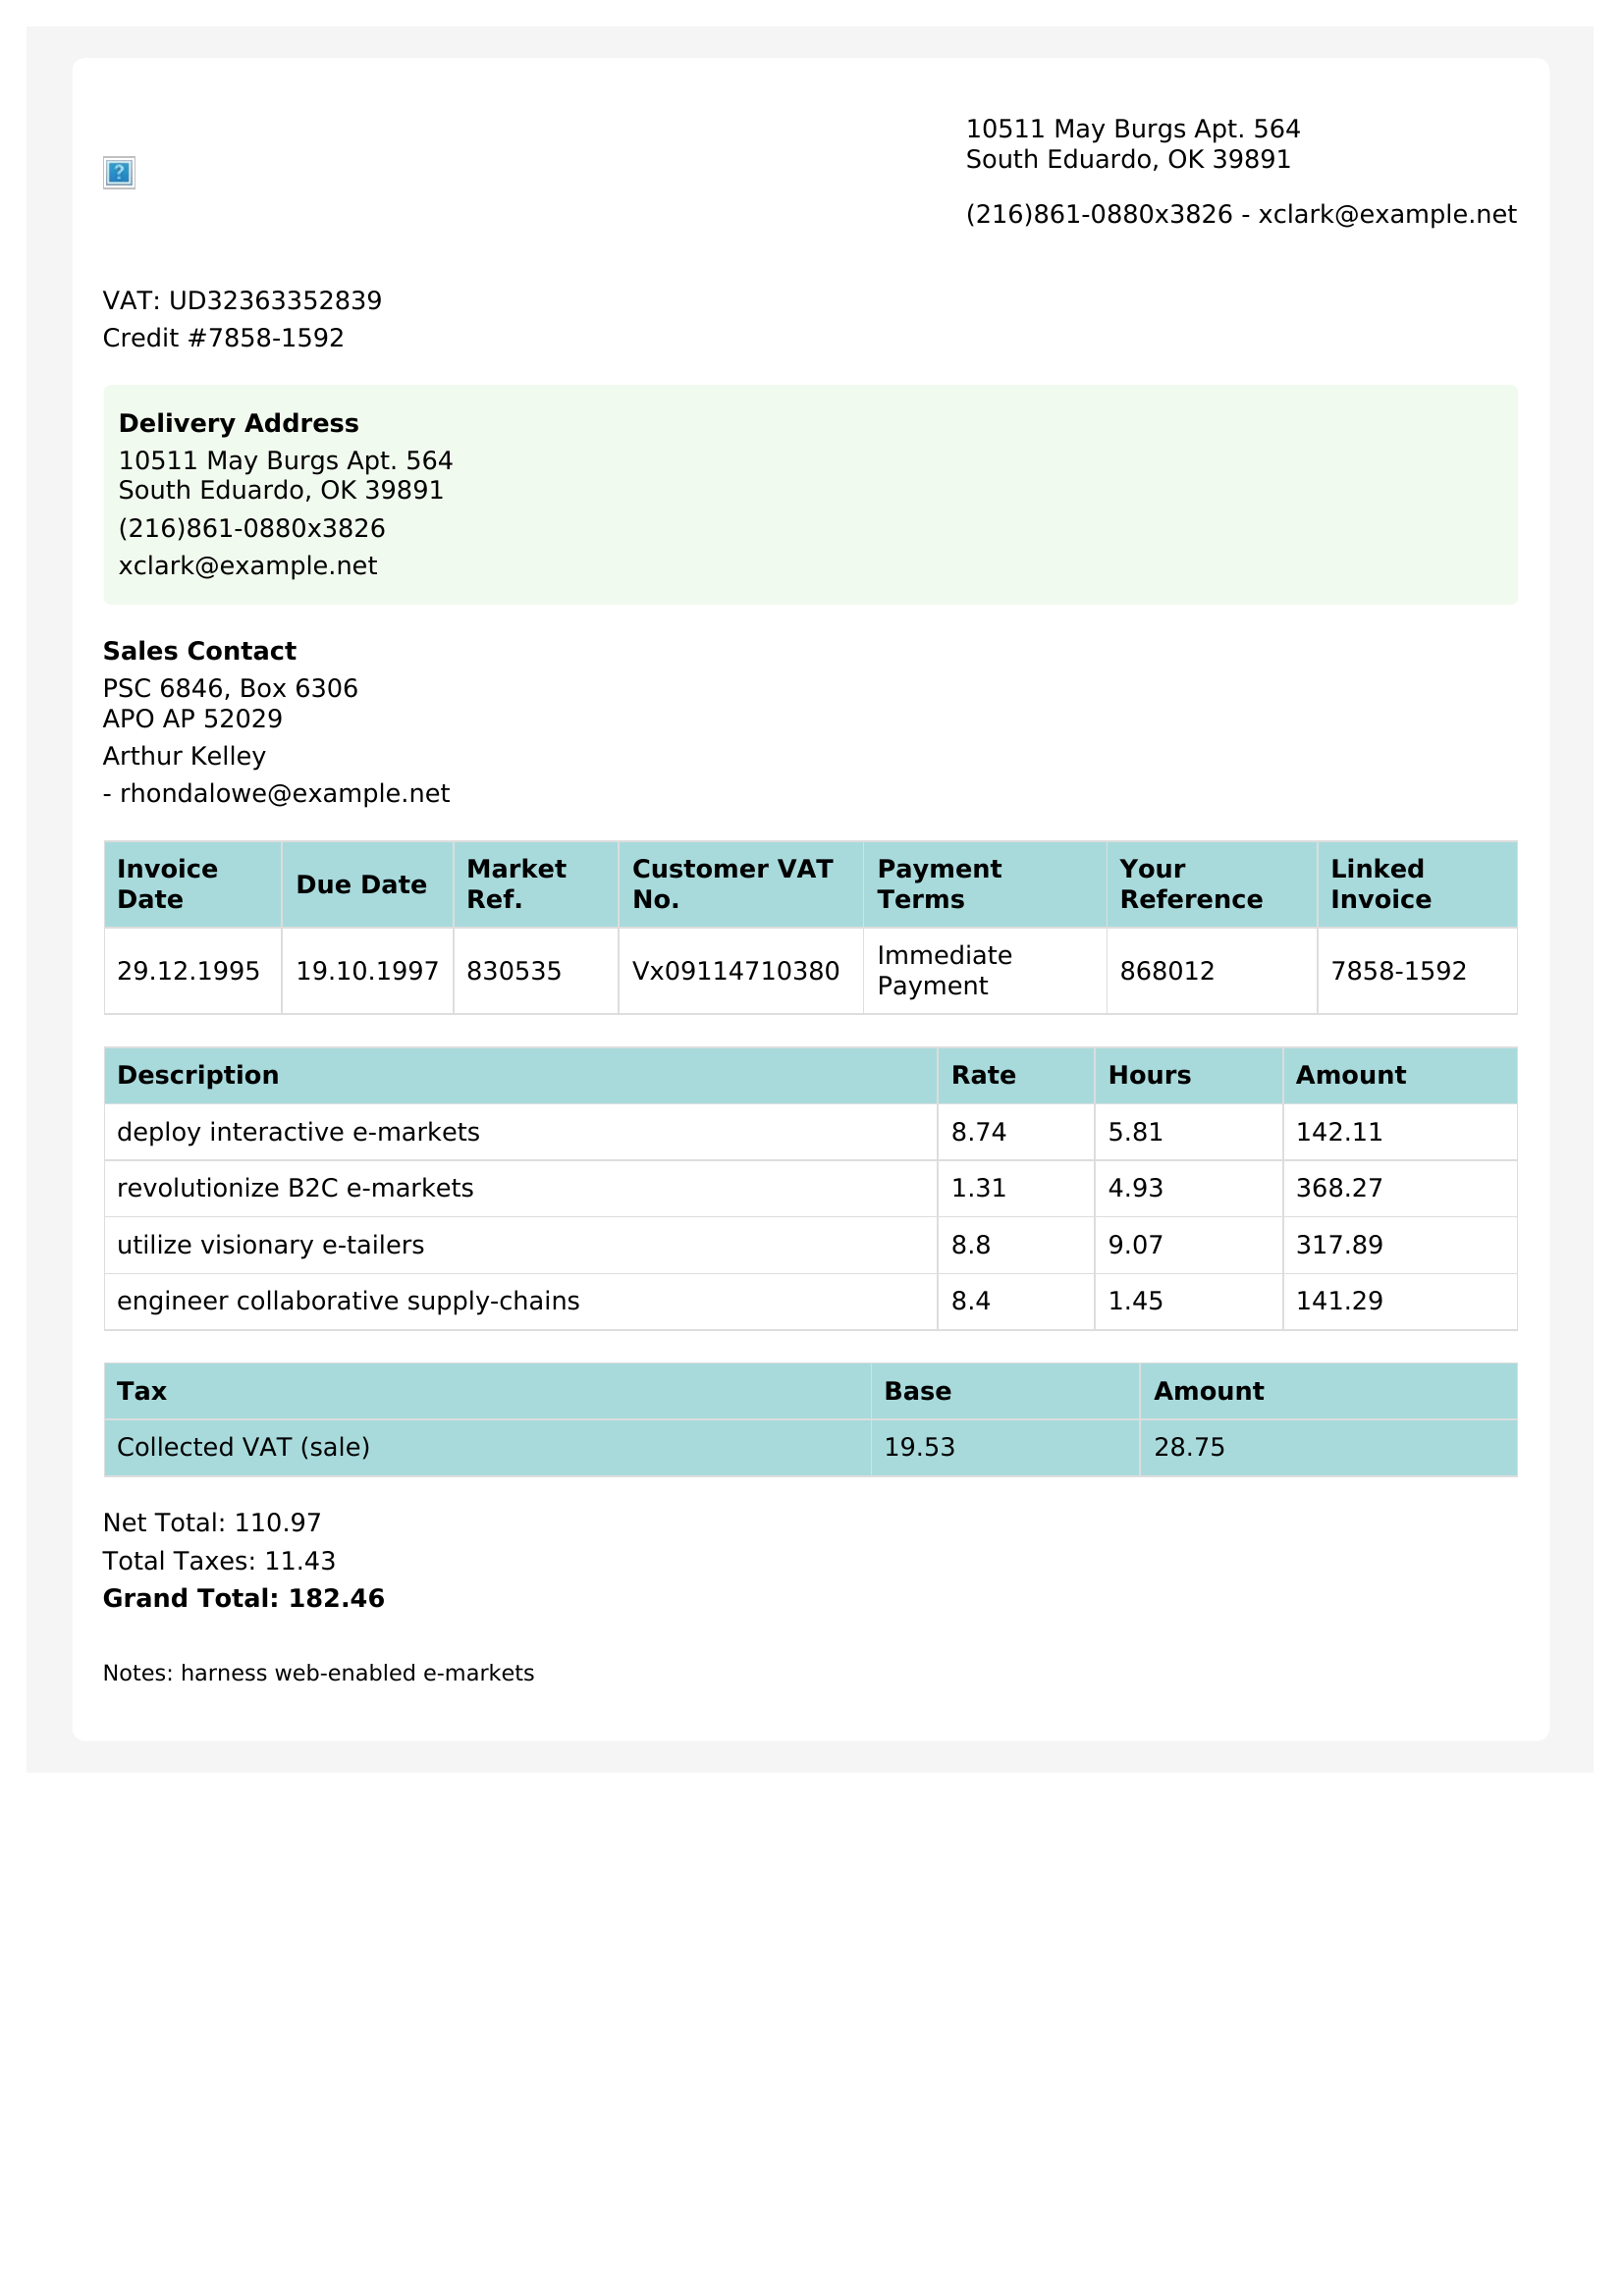 10511 May Burgs Apt. 564
South Eduardo, OK 39891
(216)861-0880x3826 - xclark@example.net
VAT: UD32363352839
Credit #7858-1592
Delivery Address
10511 May Burgs Apt. 564
South Eduardo, OK 39891
(216)861-0880x3826
xclark@example.net
Sales Contact
PSC 6846, Box 6306
APO AP 52029
Arthur Kelley
- rhondalowe@example.net
Invoice Date Due Date Market Ref. Customer VAT No. Payment Terms Your Reference Linked Invoice
29.12.1995 19.10.1997 830535 Vx09114710380 Immediate Payment 868012 7858-1592
Description Rate Hours Amount
deploy interactive e-markets 8.74 5.81 142.11
revolutionize B2C e-markets 1.31 4.93 368.27
utilize visionary e-tailers 8.8 9.07 317.89
engineer collaborative supply-chains 8.4 1.45 141.29
Tax Base Amount
Collected VAT (sale) 19.53 28.75
Net Total: 110.97
Total Taxes: 11.43
Grand Total: 182.46
Notes: harness web-enabled e-markets